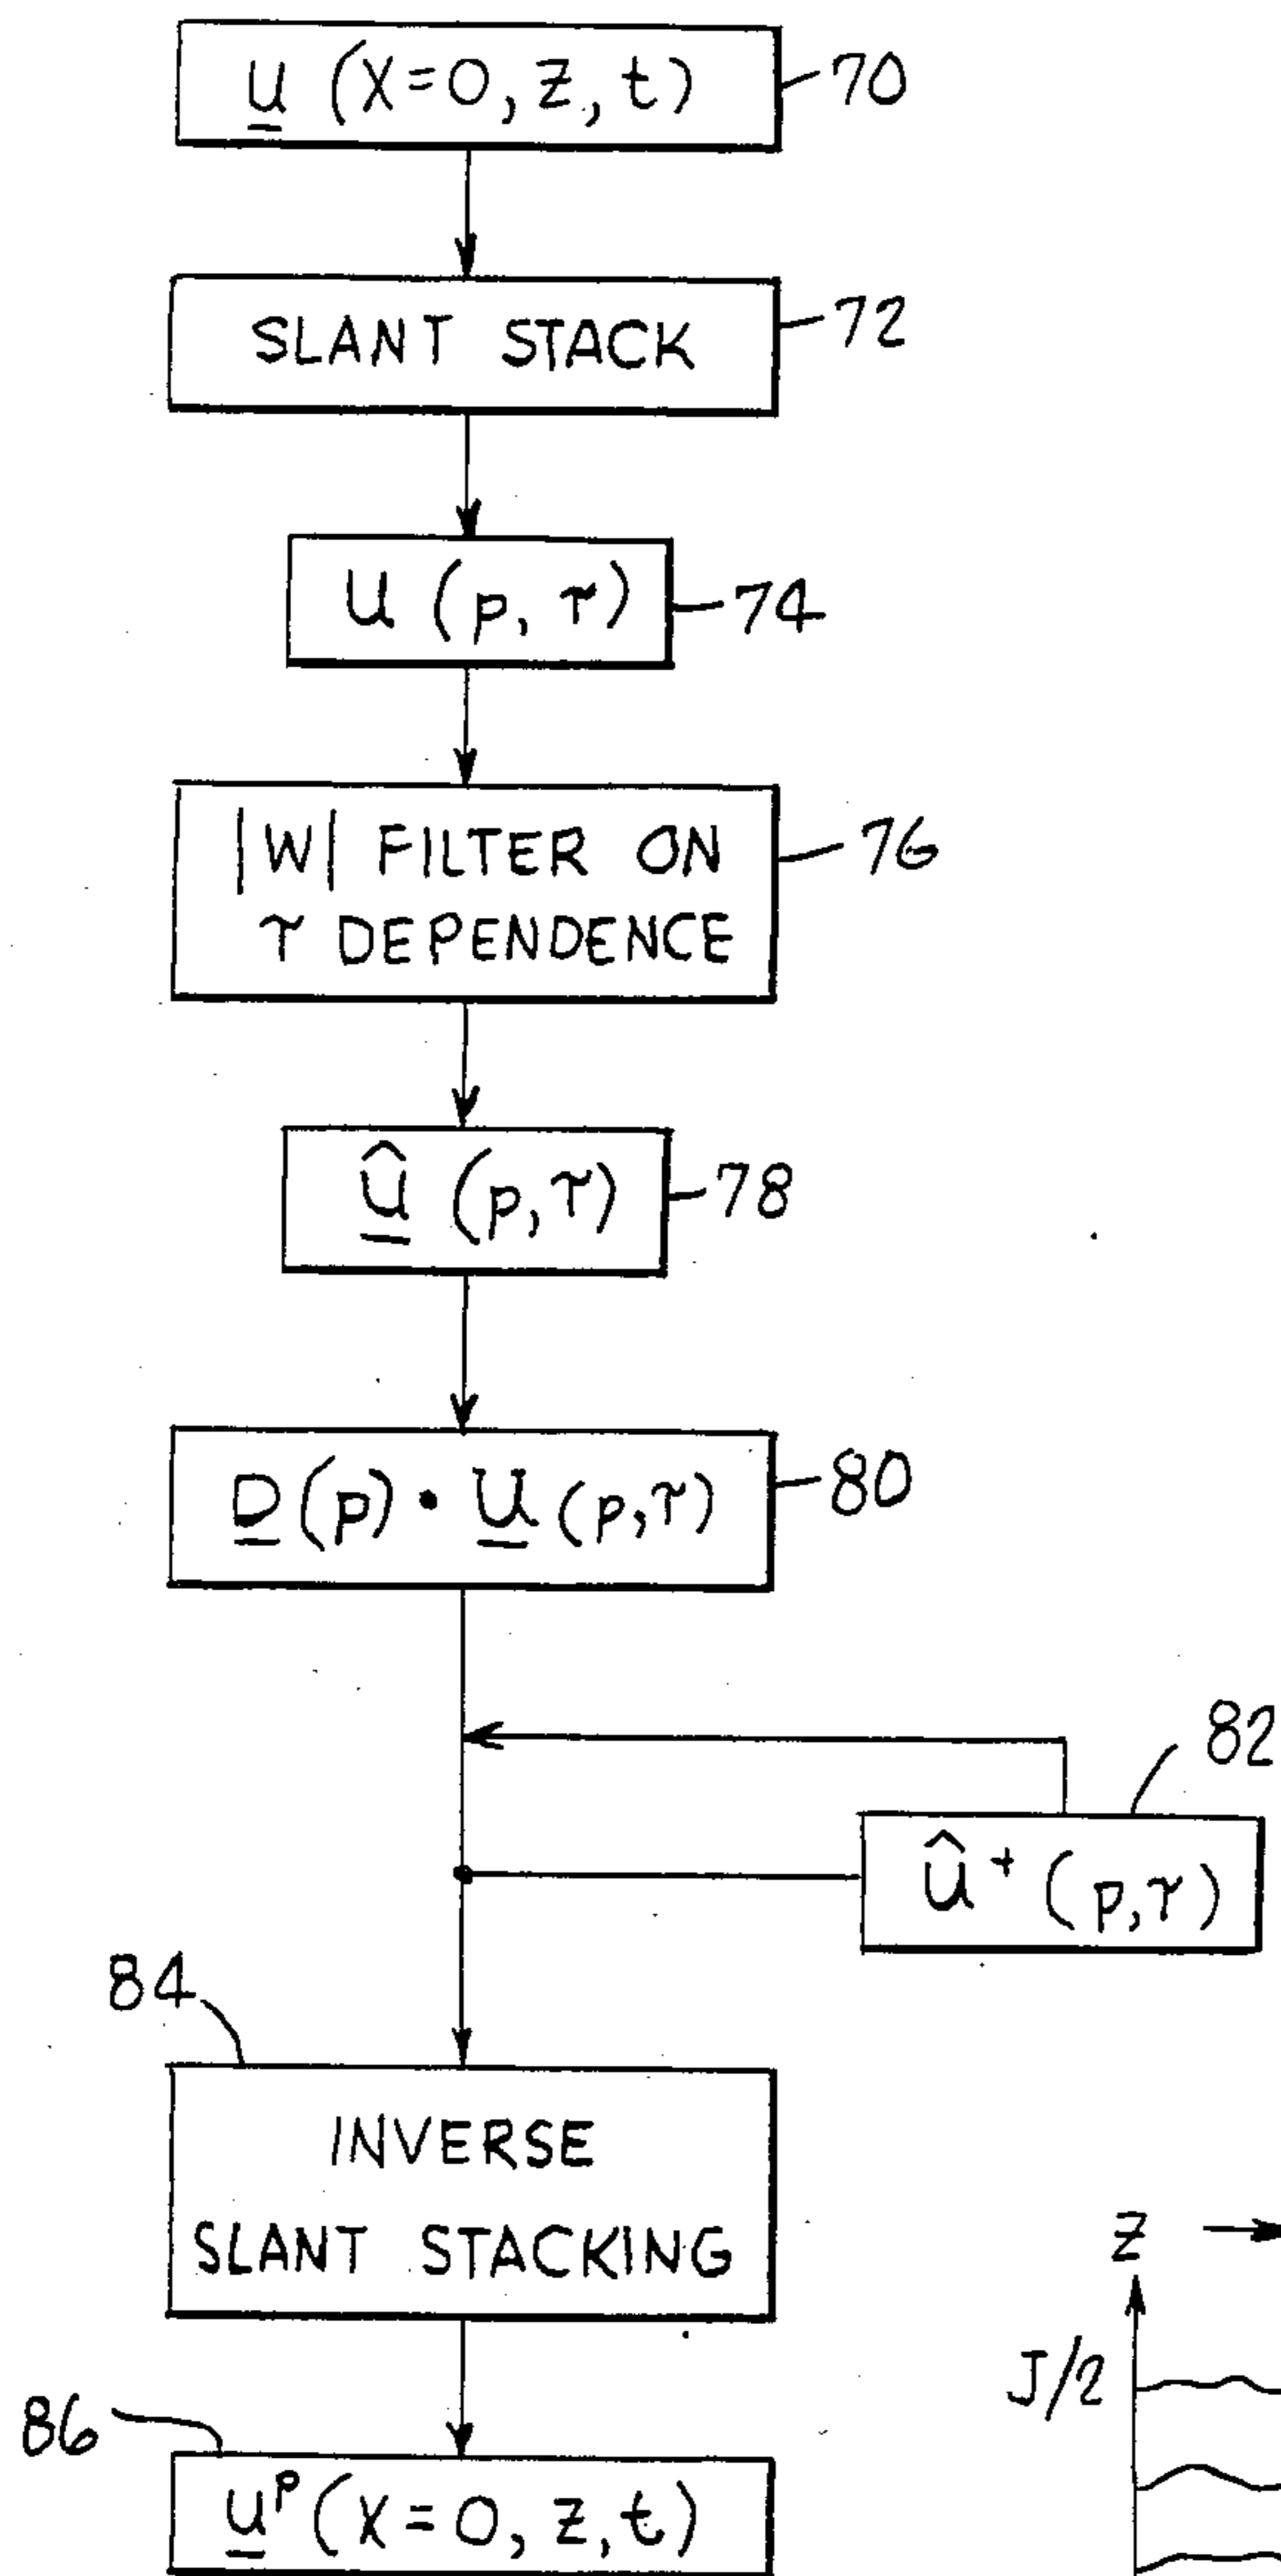 u (X=0, Z, t)
70
SLANT STACK
72
U (p, τ)
74
|W| FILTER ON
τ DEPENDENCE
76
û (p, τ)
78
D(p) • U (p, τ)
80
82
û⁺ (p, τ)
84
INVERSE
SLANT STACKING
Z →
J/2
86
uᵖ (X=0, Z, t)